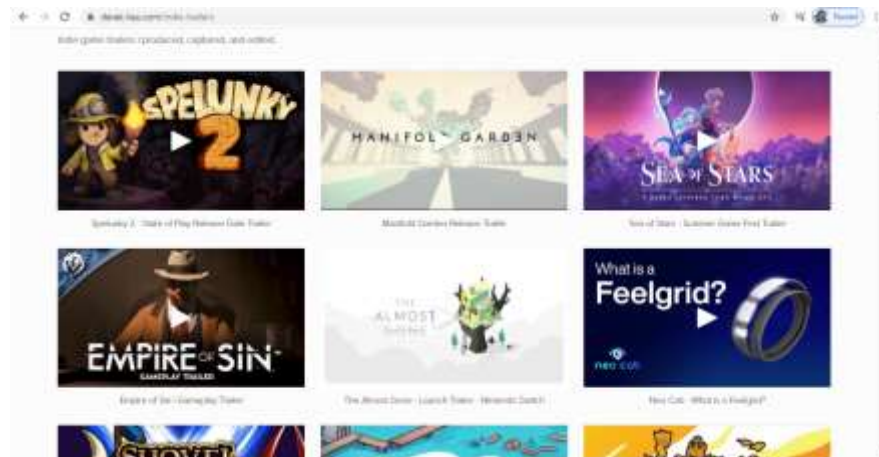 Indie game trailers I produced, captured, and edited.
SPELUNKY
2
MANIFOLD GARD3N
SEA OF STARS
Spelunky 2 - State of Play Release Date Trailer
Manifold Garden Release Trailer
Sea of Stars - Summer Game Fest Trailer
EMPIRE OF SIN
GAMEPLAY TRAILER
THE
ALMOST
GONE
What is a
Feelgrid?
neo cab
Empire of Sin - Gameplay Trailer
The Almost Gone - Launch Trailer - Nintendo Switch
Neo Cab - What is a Feelgrid?
SHOVEL